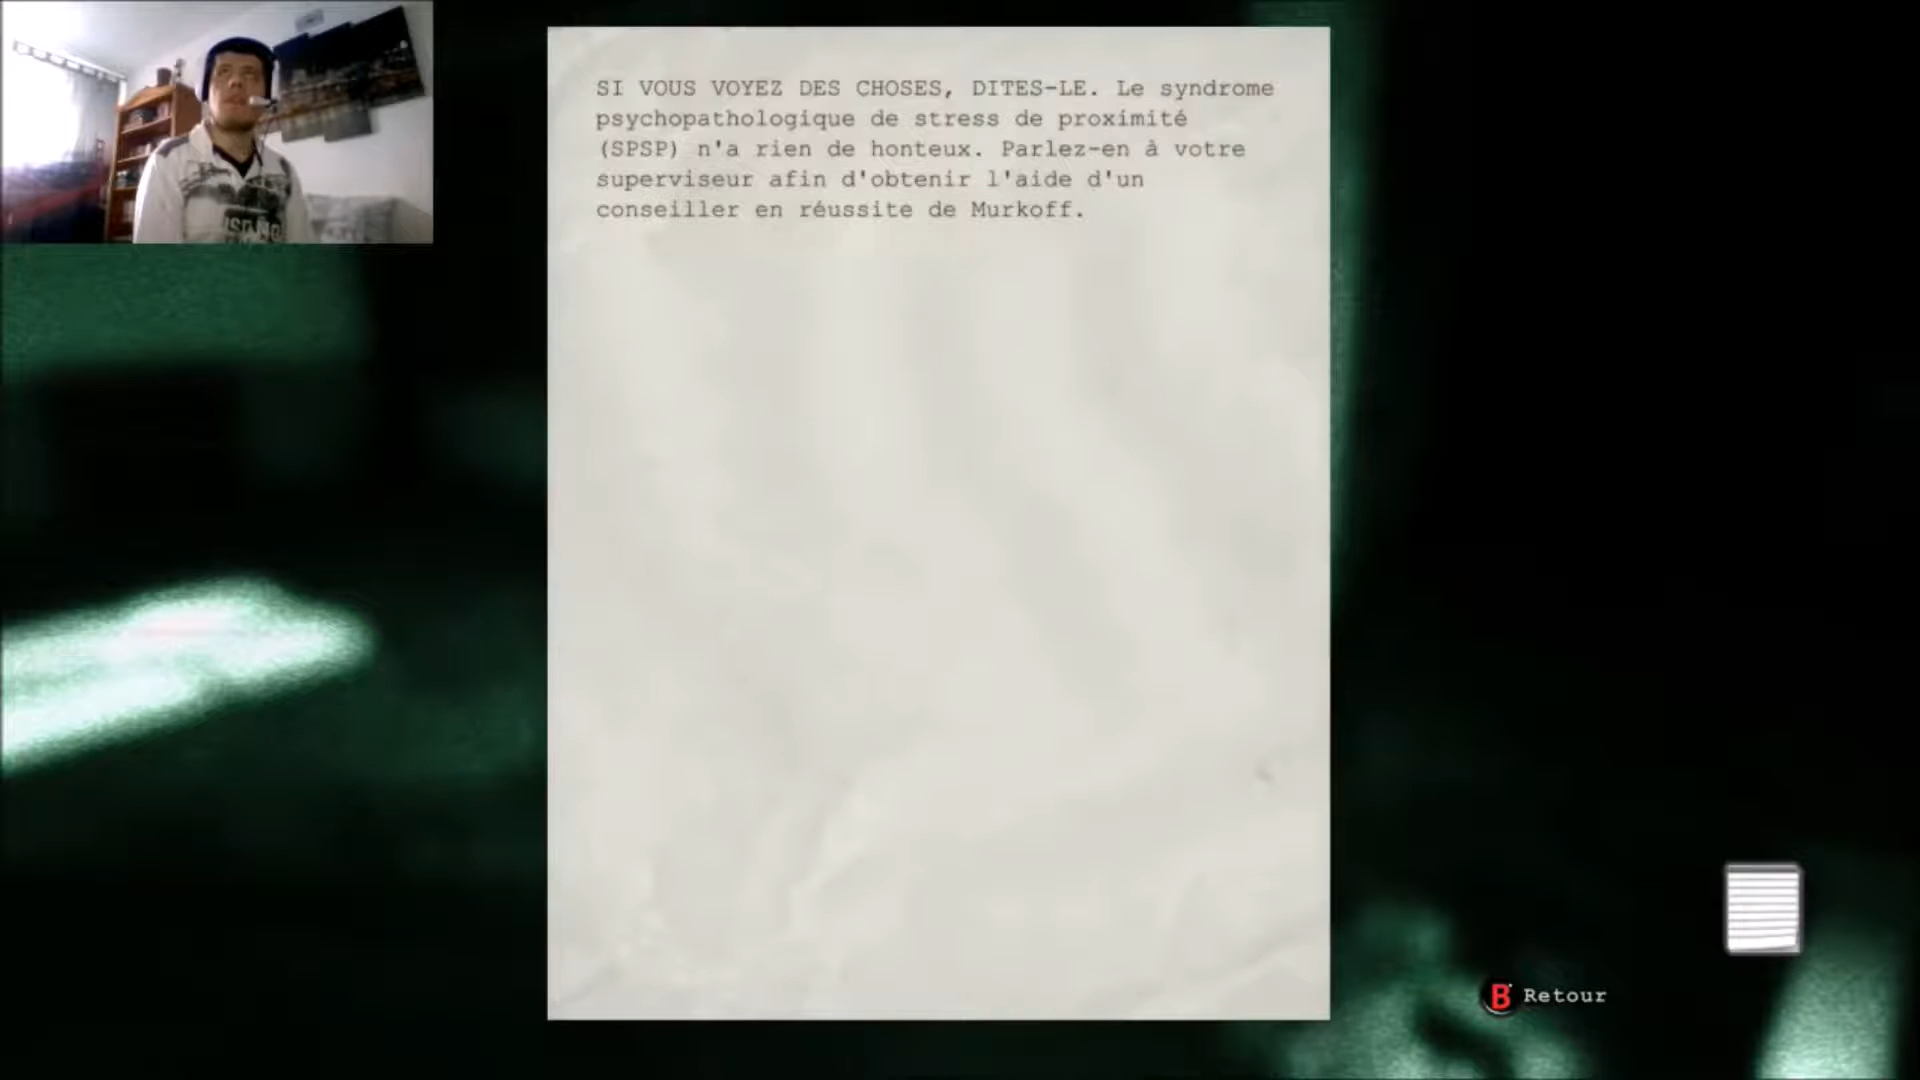 SI VOUS VOYEZ DES CHOSES, DITES-LE. Le syndrome
psychopathologique de stress de proximité
(SPSP) n'a rien de honteux. Parlez-en à votre
superviseur afin d'obtenir l'aide d'un
conseiller en réussite de Murkoff.
B Retour